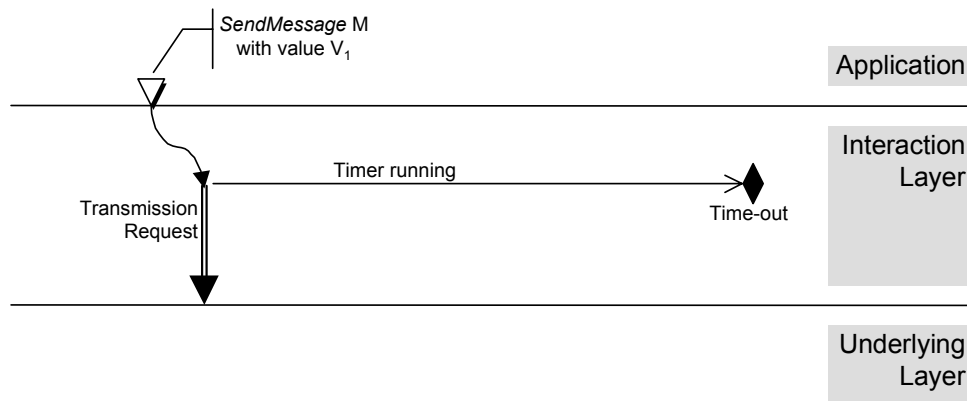 SendMessage M
with value V₁
Application
Interaction
Layer
Timer running
Time-out
Transmission
Request
Underlying
Layer